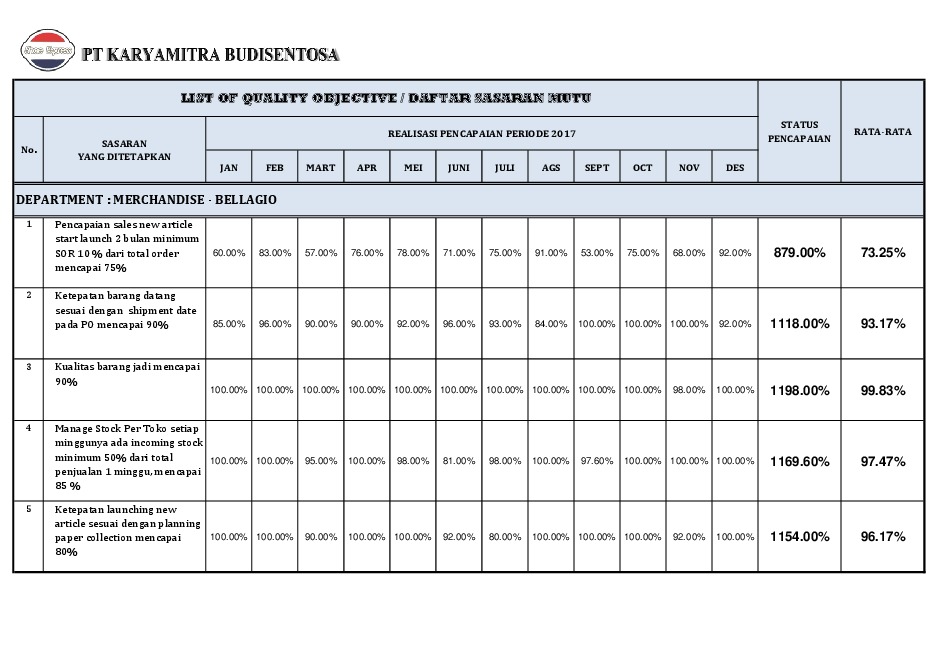 Shoe Express
PT KARYAMITRA BUDISENTOSA
LIST OF QUALITY OBJECTIVE / DAFTAR SASARAN MUTU
STATUS
PENCAPAIAN
RATA-RATA
No.
SASARAN
YANG DITETAPKAN
REALISASI PENCAPAIAN PERIODE 2017
JAN FEB MART APR MEI JUNI JULI AGS SEPT OCT NOV DES
DEPARTMENT : MERCHANDISE - BELLAGIO
1
Pencapaian sales new article
start launch 2 bulan minimum
SOR 10% dari total order
mencapai 75%
60.00% 83.00% 57.00% 76.00% 78.00% 71.00% 75.00% 91.00% 53.00% 75.00% 68.00% 92.00% 879.00% 73.25%
2
Ketepatan barang datang
sesuai dengan shipment date
pada PO mencapai 90%
85.00% 96.00% 90.00% 90.00% 92.00% 96.00% 93.00% 84.00% 100.00% 100.00% 100.00% 92.00% 1118.00% 93.17%
3
Kualitas barang jadi mencapai
90%
100.00% 100.00% 100.00% 100.00% 100.00% 100.00% 100.00% 100.00% 100.00% 100.00% 98.00% 100.00% 1198.00% 99.83%
4
Manage Stock Per Toko setiap
minggunya ada incoming stock
minimum 50% dari total
penjualan 1 minggu, mencapai
85 %
100.00% 100.00% 95.00% 100.00% 98.00% 81.00% 98.00% 100.00% 97.60% 100.00% 100.00% 100.00% 1169.60% 97.47%
5
Ketepatan launching new
article sesuai dengan planning
paper collection mencapai
80%
100.00% 100.00% 90.00% 100.00% 100.00% 92.00% 80.00% 100.00% 100.00% 100.00% 92.00% 100.00% 1154.00% 96.17%